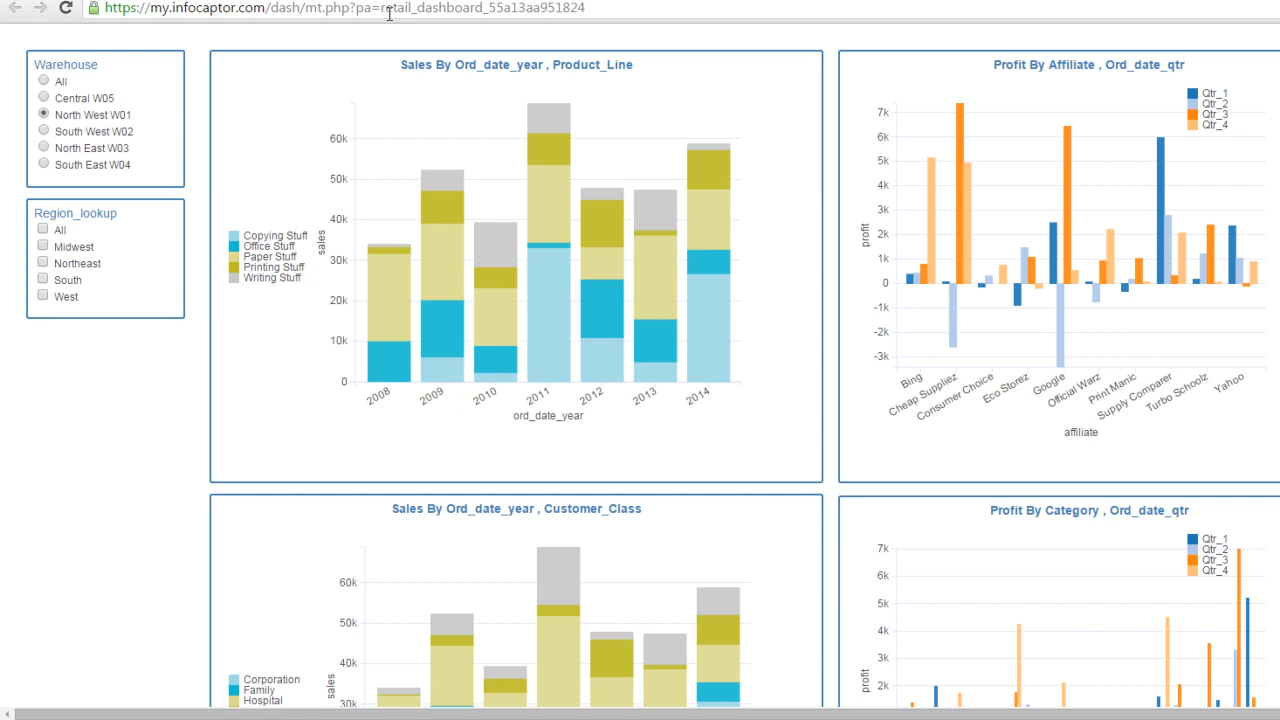 https://my.infocaptor.com/dash/mt.php?pa=retail_dashboard_55a13aa951824
Warehouse
All
Central W05
North West W01
South West W02
North East W03
South East W04
Region_lookup
All
Midwest
Northeast
South
West
Sales By Ord_date_year , Product_Line
Copying Stuff
Office Stuff
Paper Stuff
Printing Stuff
Writing Stuff
sales
60k
50k
40k
30k
20k
10k
0
2008
2009
2010
2011
2012
2013
2014
ord_date_year
Profit By Affiliate , Ord_date_qtr
Qtr_1
Qtr_2
Qtr_3
Qtr_4
profit
7k
6k
5k
4k
3k
2k
1k
0
-1k
-2k
-3k
Bing
Cheap Suppliez
Consumer Choice
Eco Storez
Google
Official Warz
Print Manic
Supply Comparer
Turbo Schoolz
Yahoo
affiliate
Sales By Ord_date_year , Customer_Class
Corporation
Family
Hospital
sales
60k
50k
40k
30k
Profit By Category , Ord_date_qtr
Qtr_1
Qtr_2
Qtr_3
Qtr_4
profit
7k
6k
5k
4k
3k
2k